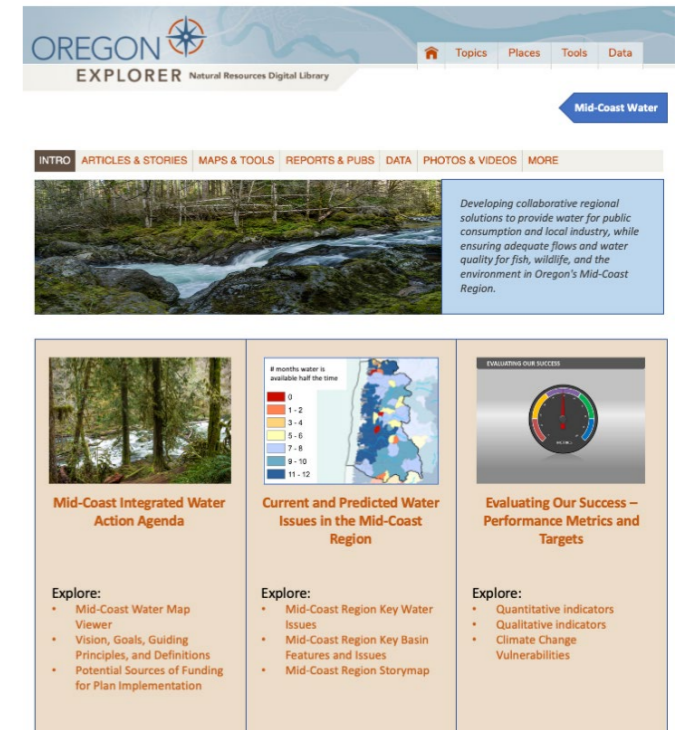 OREGON
EXPLORER Natural Resources Digital Library
Topics Places Tools Data
Mid-Coast Water
INTRO ARTICLES & STORIES MAPS & TOOLS REPORTS & PUBS DATA PHOTOS & VIDEOS MORE
Developing collaborative regional
solutions to provide water for public
consumption and local industry, while
ensuring adequate flows and water
quality for fish, wildlife, and the
environment in Oregon's Mid-Coast
Region.
# months water is
available half the time
0
1 - 2
3 - 4
5 - 6
7 - 8
9 - 10
11 - 12
EVALUATING OUR SUCCESS
Mid-Coast Integrated Water
Action Agenda
Explore:
• Mid-Coast Water Map
Viewer
• Vision, Goals, Guiding
Principles, and Definitions
• Potential Sources of Funding
for Plan Implementation
Current and Predicted Water
Issues in the Mid-Coast
Region
Explore:
• Mid-Coast Region Key Water
Issues
• Mid-Coast Region Key Basin
Features and Issues
• Mid-Coast Region Storymap
Evaluating Our Success –
Performance Metrics and
Targets
Explore:
• Quantitative indicators
• Qualitative indicators
• Climate Change
Vulnerabilities